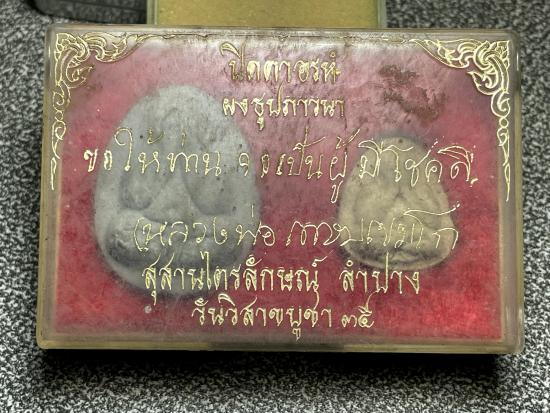 ปิดตาอรหํ
ผงธูปภาวนา
ขอให้ท่าน จงเป็นผู้ มีโชคดี
(หลวงพ่อ เกษมเขมโก
สุสานไตรลักษณ์ ลำปาง
วันวิสาขบูชา ๓๕